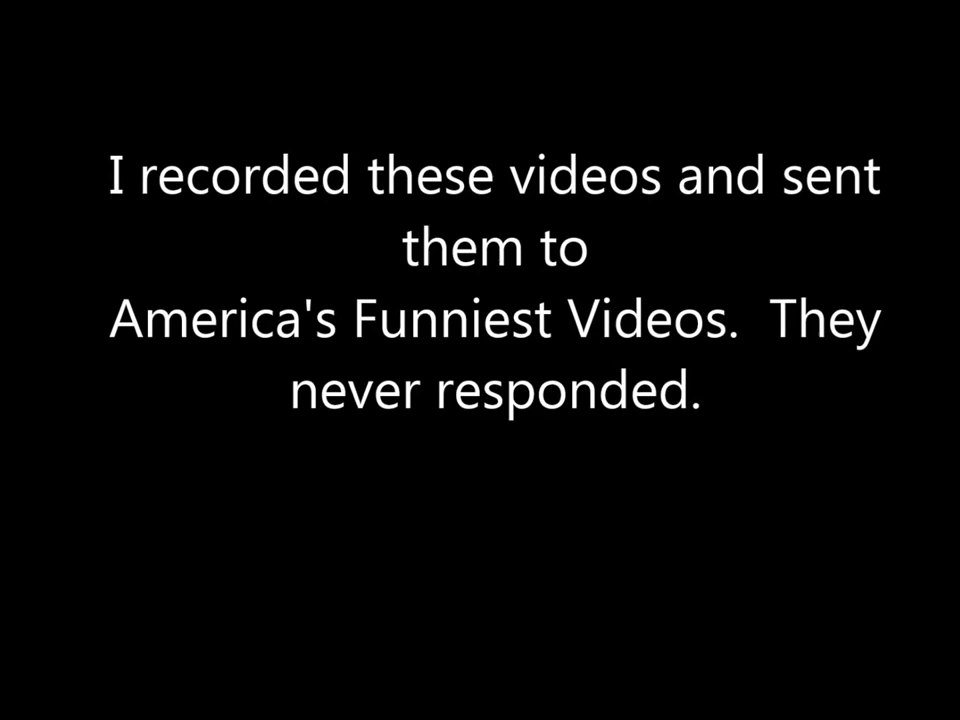 I recorded these videos and sent
them to
America's Funniest Videos.  They
never responded.